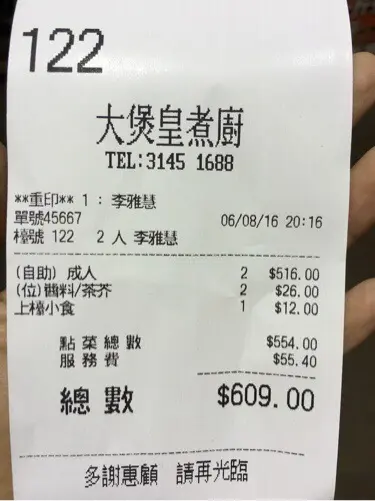 122
大煲皇煮廚
TEL:3145 1688
**重印** 1 : 李雅慧
單號45667 06/08/16 20:16
檯號 122 2 人 李雅慧
(自助) 成人 2 $516.00
(位)醬料/茶芥 2 $26.00
上檯小食 1 $12.00
點菜總數 $554.00
服務費 $55.40
總數 $609.00
多謝惠顧 請再光臨